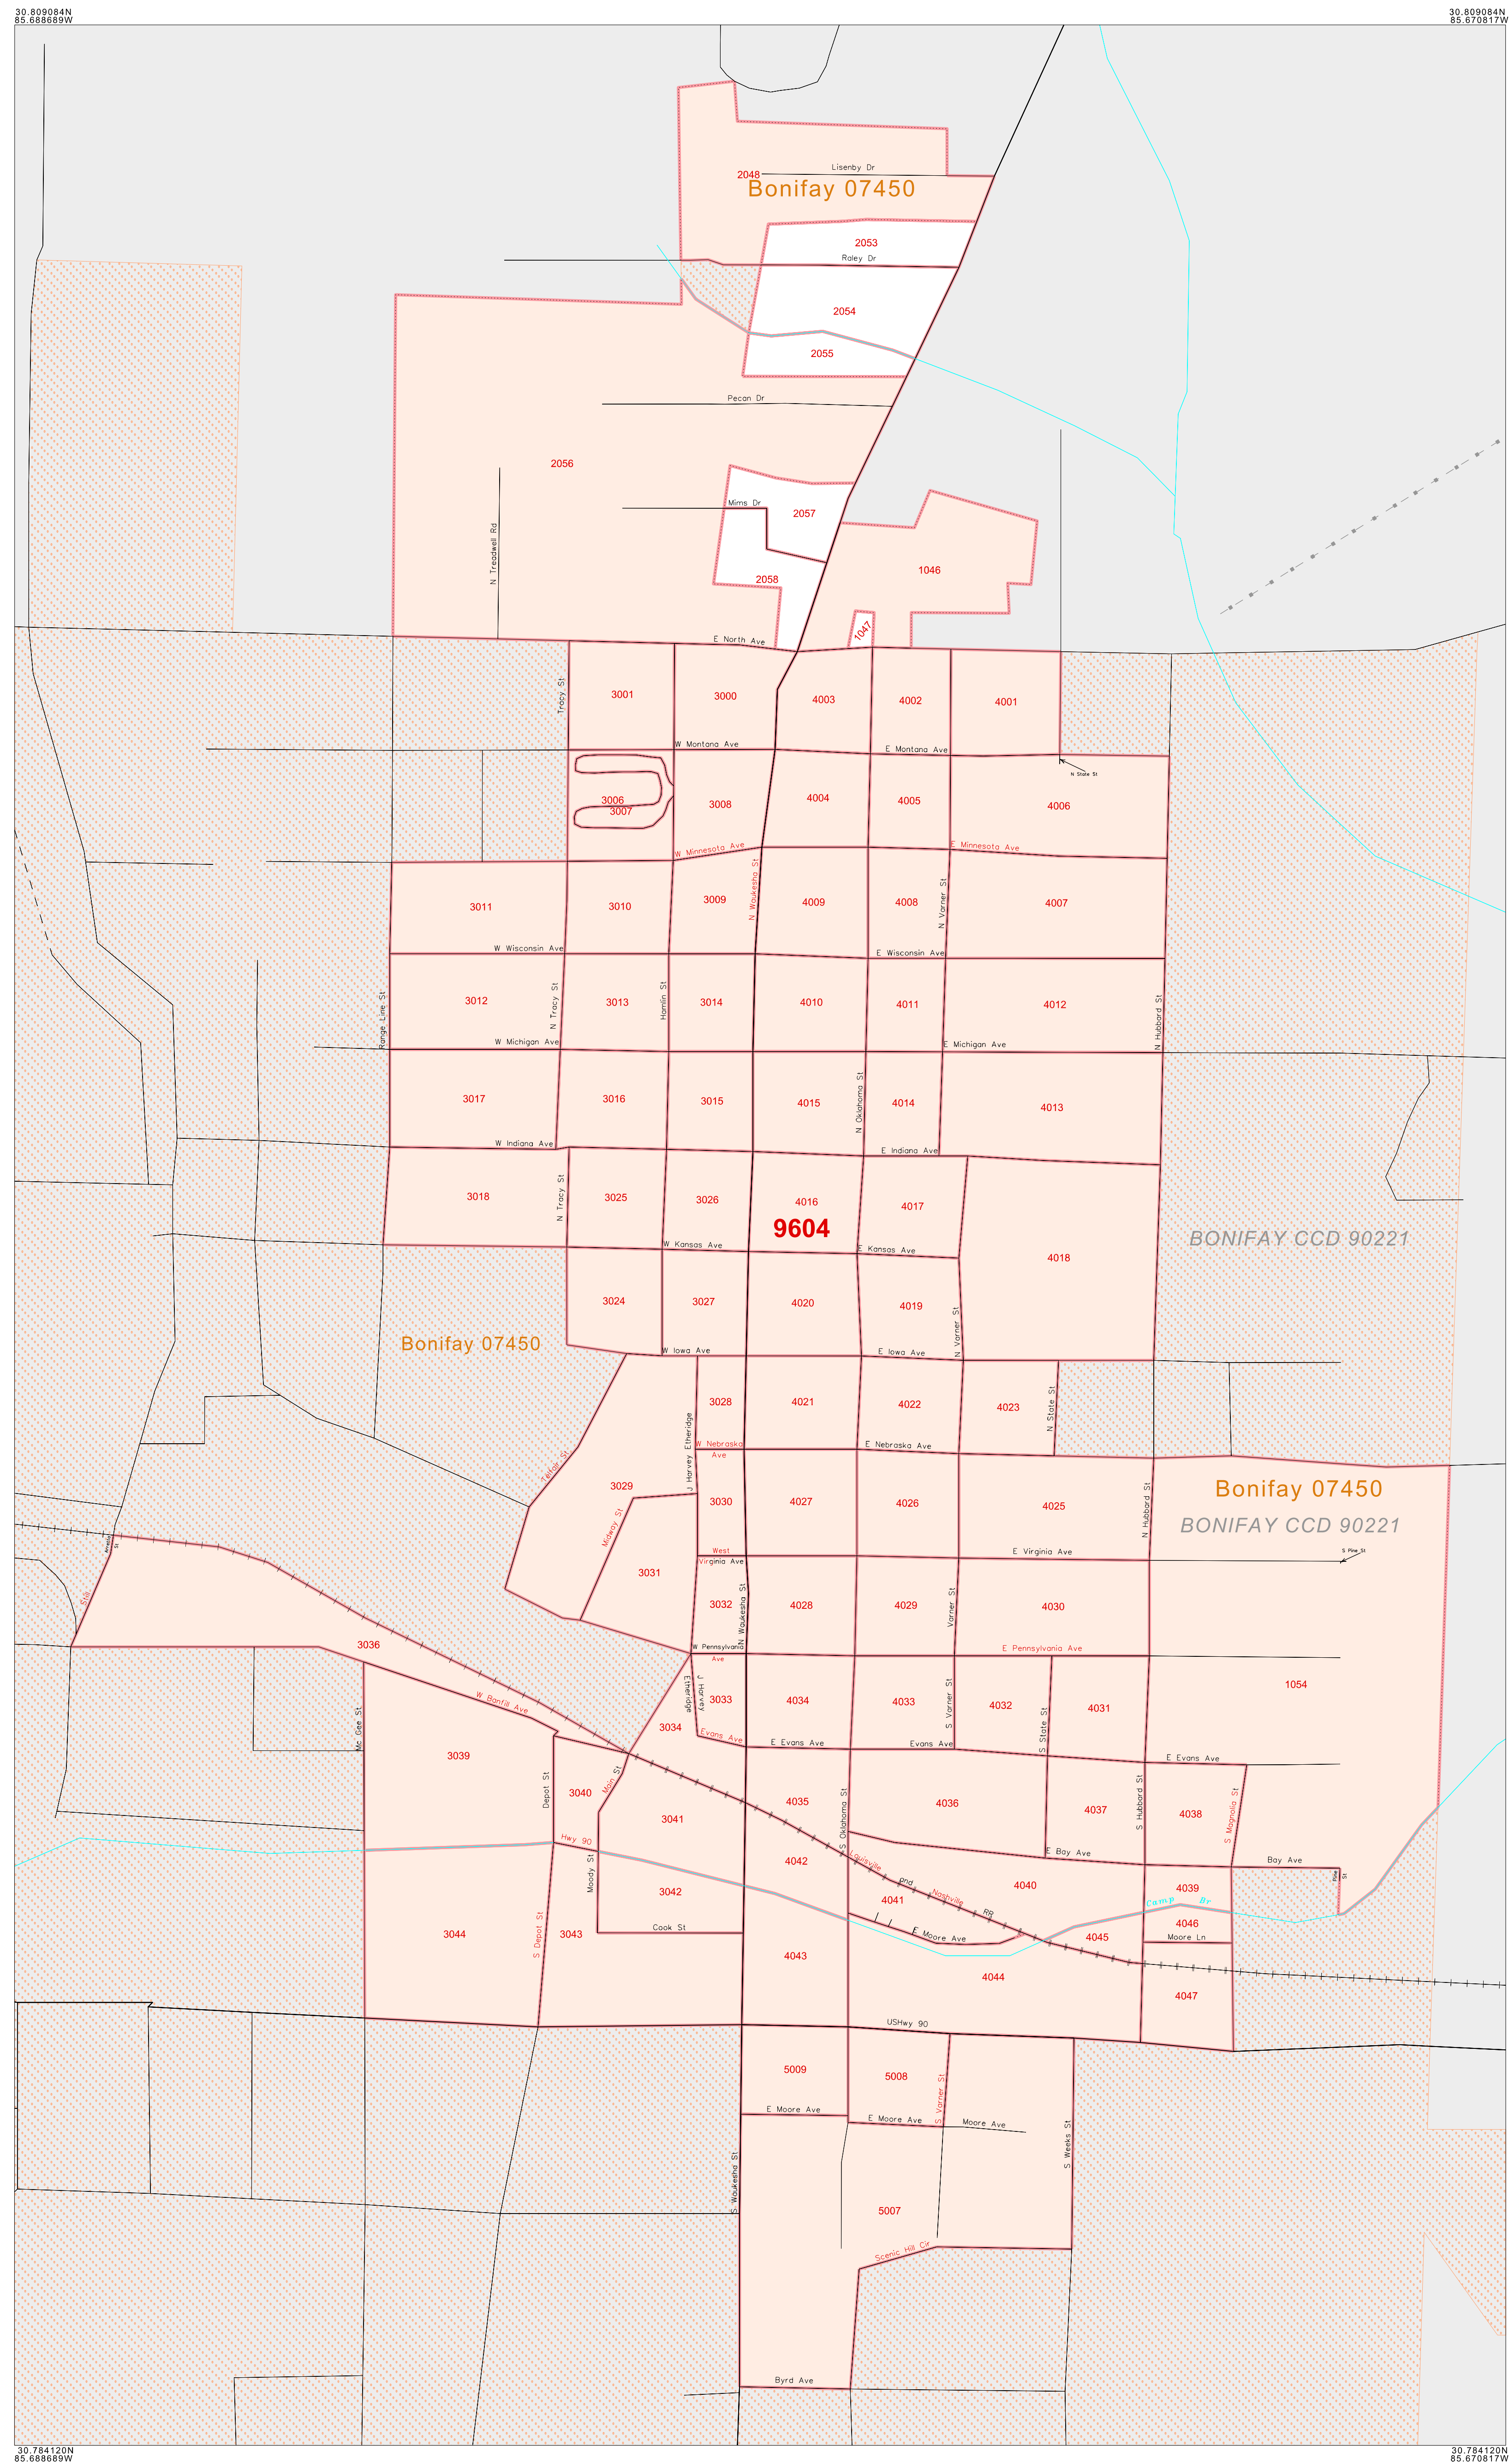 30.809084N
85.688689W
30.809084N
85.670817W
Lisenby Dr
2048
Bonifay 07450
2053
Raley Dr
2054
2055
Pecan Dr
2056
Mims Dr
2057
N Treadwell Rd
2058
1046
1047
E North Ave
Tracy St
3001
3000
4003
4002
4001
W Montana Ave
E Montana Ave
N State St
3006
3007
3008
4004
4005
4006
W Minnesota Ave
E Minnesota Ave
N Waukesha St
3011
3010
3009
4009
4008
N Varner St
4007
W Wisconsin Ave
E Wisconsin Ave
Range Line St
3012
N Tracy St
3013
Hamlin St
3014
4010
4011
4012
N Hubbard St
W Michigan Ave
E Michigan Ave
3017
3016
3015
4015
N Oklahoma St
4014
4013
W Indiana Ave
E Indiana Ave
3018
N Tracy St
3025
3026
4016
4017
9604
BONIFAY CCD 90221
W Kansas Ave
E Kansas Ave
4018
3024
3027
4020
4019
N Varner St
Bonifay 07450
W Iowa Ave
E Iowa Ave
3028
4021
4022
4023
N State St
J Harvey Etheridge
W Nebraska
Ave
E Nebraska Ave
Telfair St
3029
Midway St
3030
4027
4026
4025
N Hubbard St
Bonifay 07450
BONIFAY CCD 90221
West
Virginia Ave
E Virginia Ave
S Pine St
Annetta
St
Still
3031
3032
N Waukesha St
4028
4029
Varner St
4030
3036
W Pennsylvania
Ave
E Pennsylvania Ave
1054
W Banfill Ave
Mc Gee St
J Harvey
Etheridge
3033
3034
4034
4033
S Varner St
4032
S State St
4031
Evans Ave
E Evans Ave
Evans Ave
E Evans Ave
3039
Depot St
3040
Main St
3041
4035
S Oklahoma St
4036
4037
S Hubbard St
4038
S Magnolia St
Hwy 90
E Bay Ave
Bay Ave
4042
Louisville
and
Nashville
RR
4040
4039
Pine
St
Moody St
3042
4041
Camp Br
4046
3044
S Depot St
3043
Cook St
E Moore Ave
4045
Moore Ln
4043
4044
4047
USHwy 90
5009
5008
S Varner St
E Moore Ave
E Moore Ave
Moore Ave
S Weeks St
S Waukesha St
5007
Scenic Hill Cir
Byrd Ave
30.784120N
85.688689W
30.784120N
85.670817W